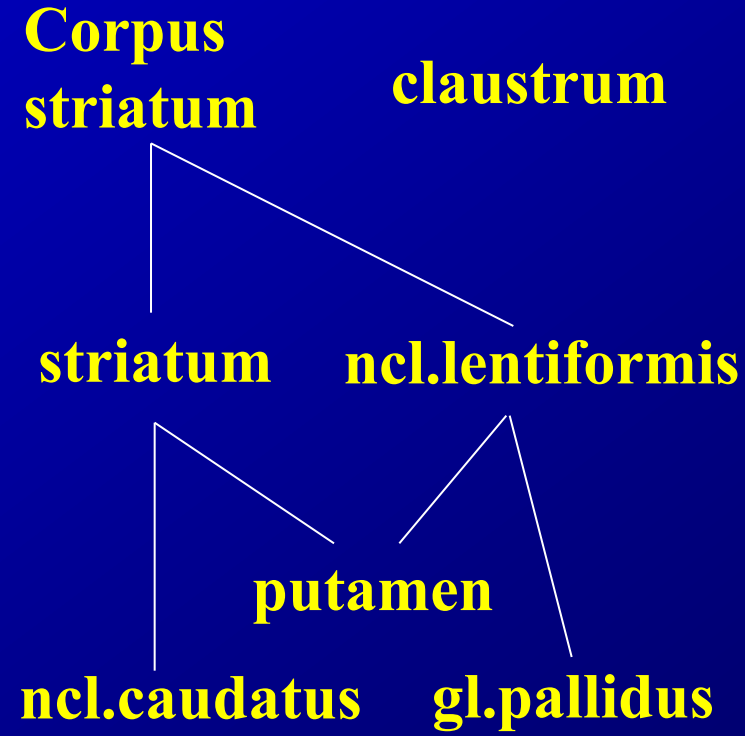 Corpus
striatum
claustrum
striatum
ncl.lentiformis
putamen
ncl.caudatus
gl.pallidus